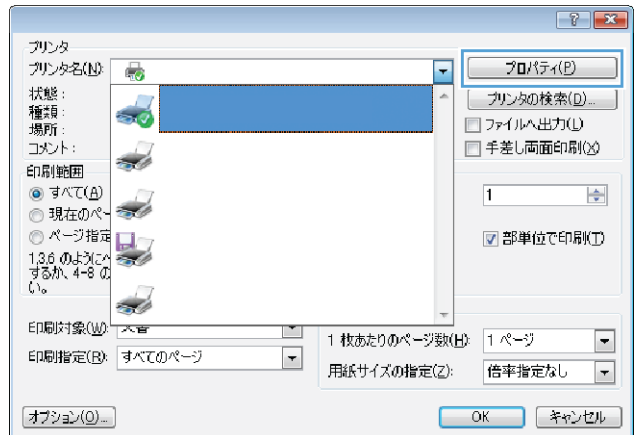 プリンタ
プリンタ名(N):
プロパティ(P)
状態:
プリンタの検索(D)...
種類:
場所:
ファイルへ出力(L)
コメント:
手差し両面印刷(X)
印刷範囲
すべて(A)
1
現在のペー
ページ指定
部単位で印刷(T)
1,3,6 のように
するか、4-8 の
い。
印刷対象(W):
1 枚あたりのページ数(H): 1 ページ
印刷指定(R): すべてのページ
用紙サイズの指定(Z): 倍率指定なし
オプション(O)...
OK
キャンセル